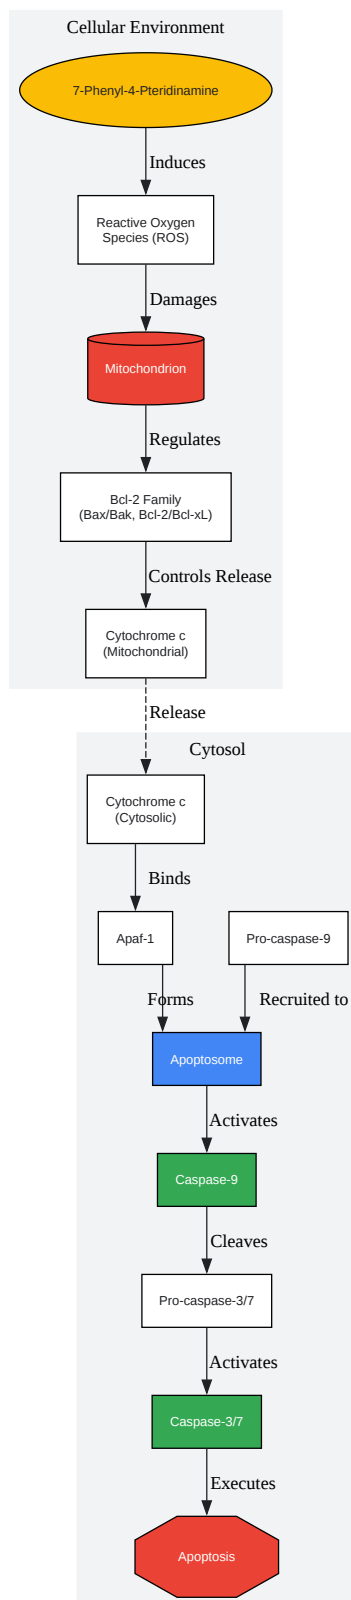 Cellular Environment
7-Phenyl-4-Pteridinamine
Induces
Reactive Oxygen
Species (ROS)
Damages
Mitochondrion
Regulates
Bcl-2 Family
(Bax/Bak, Bcl-2/Bcl-xL)
Controls Release
Cytochrome c
(Mitochondrial)
Release
Cytosol
Cytochrome c
(Cytosolic)
Binds
Apaf-1
Pro-caspase-9
Forms
Recruited to
Apoptosome
Activates
Caspase-9
Cleaves
Pro-caspase-3/7
Activates
Caspase-3/7
Executes
Apoptosis